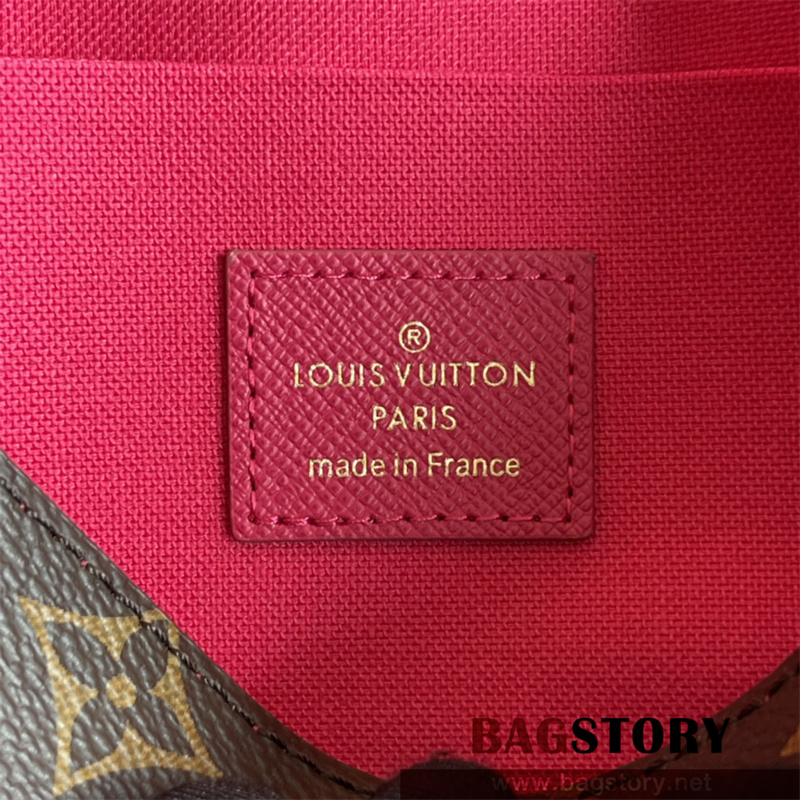 ®
LOUIS VUITTON
PARIS
made in France
BAGSTORY
www.bagstory.net